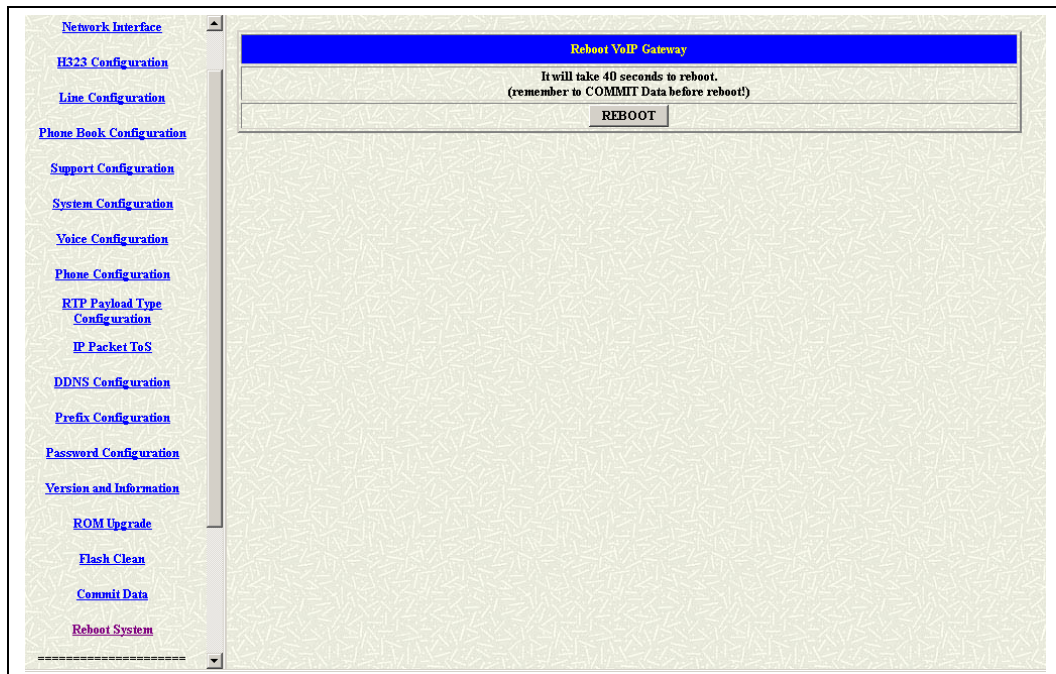 Network Interface
H323 Configuration
Line Configuration
Phone Book Configuration
Support Configuration
System Configuration
Voice Configuration
Phone Configuration
RTP Payload Type
Configuration
IP Packet ToS
DDNS Configuration
Prefix Configuration
Password Configuration
Version and Information
ROM Upgrade
Flash Clean
Commit Data
Reboot System
=====================
Reboot VoIP Gateway
It will take 40 seconds to reboot.
(remember to COMMIT Data before reboot!)
REBOOT